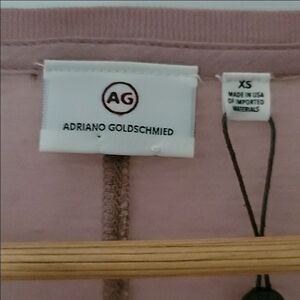 AG
ADRIANO GOLDSCHMIED
XS
MADE IN USA
OF IMPORTED
MATERIALS